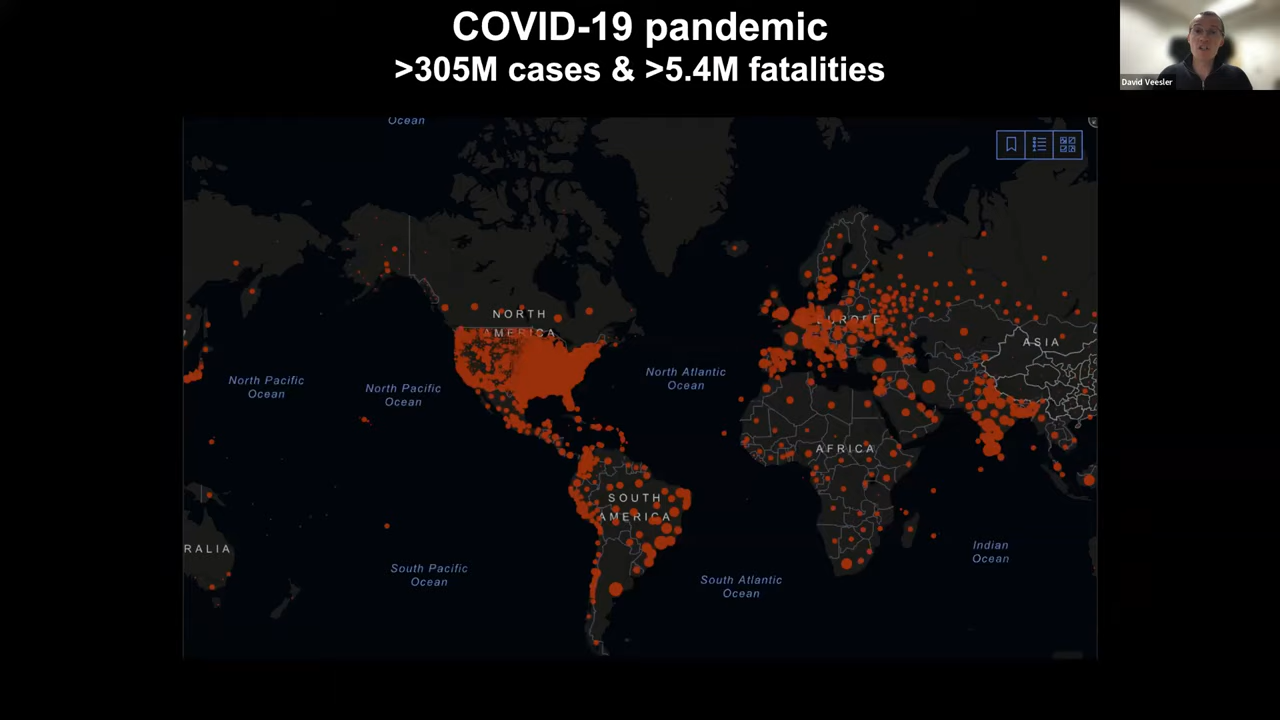 COVID-19 pandemic
>305M cases & >5.4M fatalities
David Veesler
Ocean
NORTH
AMERICA
EUROPE
ASIA
North Pacific
Ocean
North Pacific
Ocean
North Atlantic
Ocean
AFRICA
SOUTH
AMERICA
RALIA
South Pacific
Ocean
South Atlantic
Ocean
Indian
Ocean